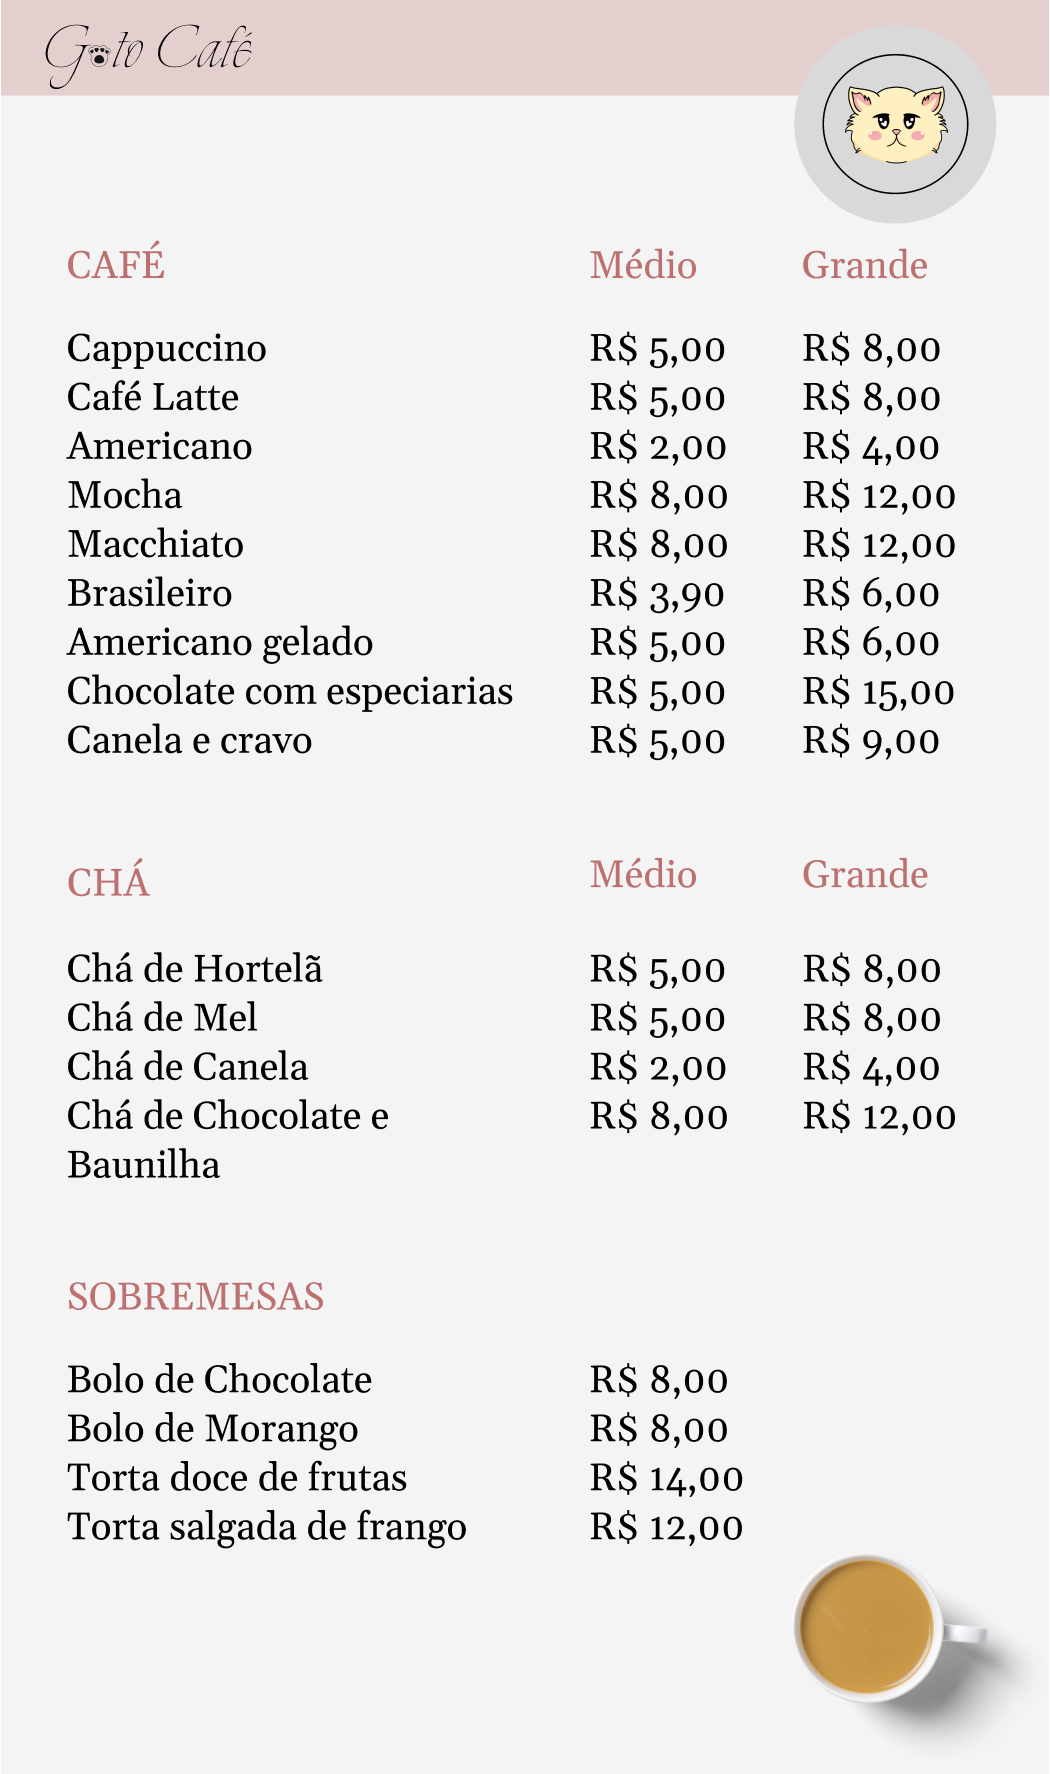 Gato Café
CAFÉ Médio Grande
Cappuccino R$ 5,00 R$ 8,00
Café Latte R$ 5,00 R$ 8,00
Americano R$ 2,00 R$ 4,00
Mocha R$ 8,00 R$ 12,00
Macchiato R$ 8,00 R$ 12,00
Brasileiro R$ 3,90 R$ 6,00
Americano gelado R$ 5,00 R$ 6,00
Chocolate com especiarias R$ 5,00 R$ 15,00
Canela e cravo R$ 5,00 R$ 9,00
CHÁ Médio Grande
Chá de Hortelã R$ 5,00 R$ 8,00
Chá de Mel R$ 5,00 R$ 8,00
Chá de Canela R$ 2,00 R$ 4,00
Chá de Chocolate e R$ 8,00 R$ 12,00
Baunilha
SOBREMESAS
Bolo de Chocolate R$ 8,00
Bolo de Morango R$ 8,00
Torta doce de frutas R$ 14,00
Torta salgada de frango R$ 12,00